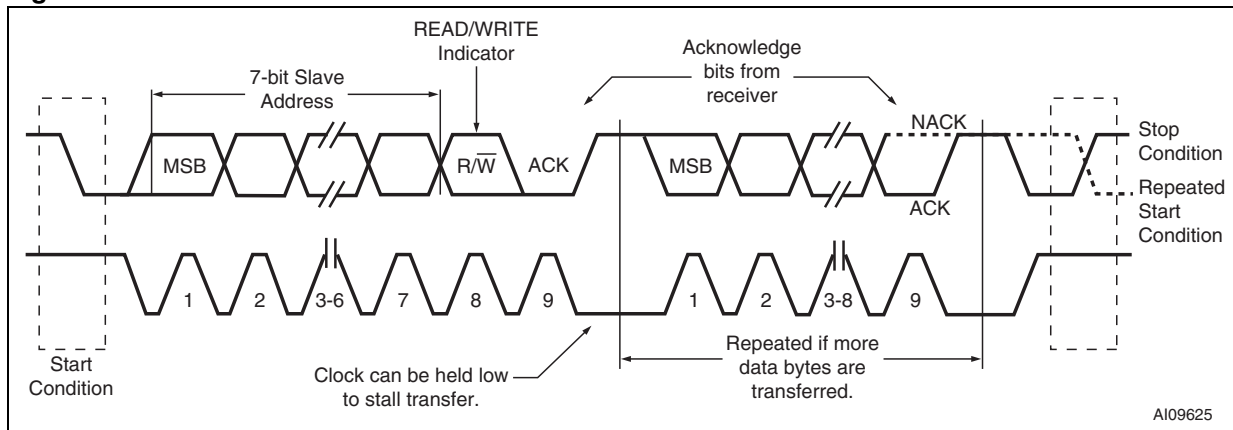 READ/WRITE
Indicator
Acknowledge
bits from
receiver
7-bit Slave
Address
NACK
Stop
Condition
MSB
R/W̅
ACK
MSB
ACK
Repeated
Start
Condition
1
2
3-6
7
8
9
1
2
3-8
9
Start
Condition
Clock can be held low
to stall transfer.
Repeated if more
data bytes are
transferred.
AI09625